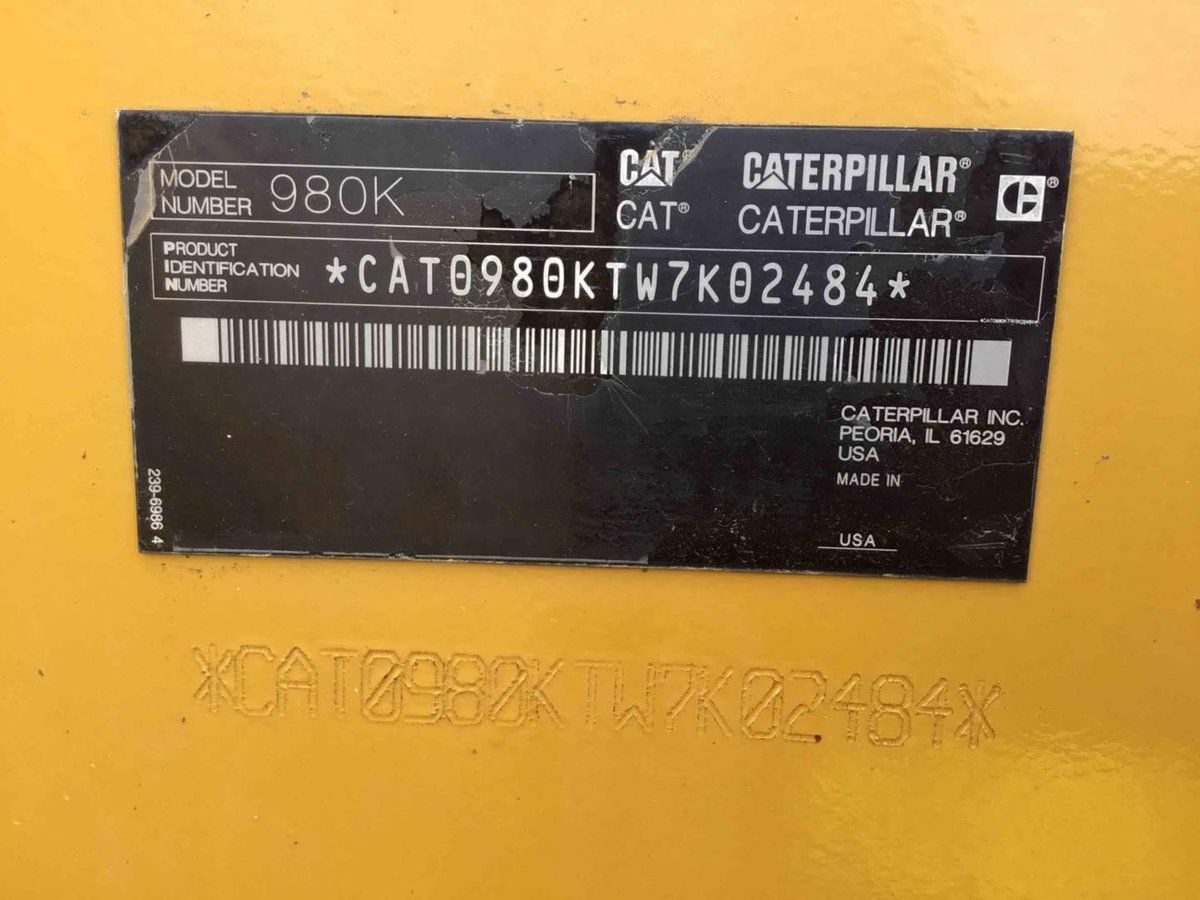 MODEL NUMBER 980K
CAT® CATERPILLAR®
CAT® CATERPILLAR®
PRODUCT IDENTIFICATION NUMBER
*CAT0980KTW7K02484*
*CAT0980KTW7K02484*
CATERPILLAR INC.
PEORIA, IL 61629
USA
MADE IN
USA
239-6986 4
*CAT0980KTW7K02484*